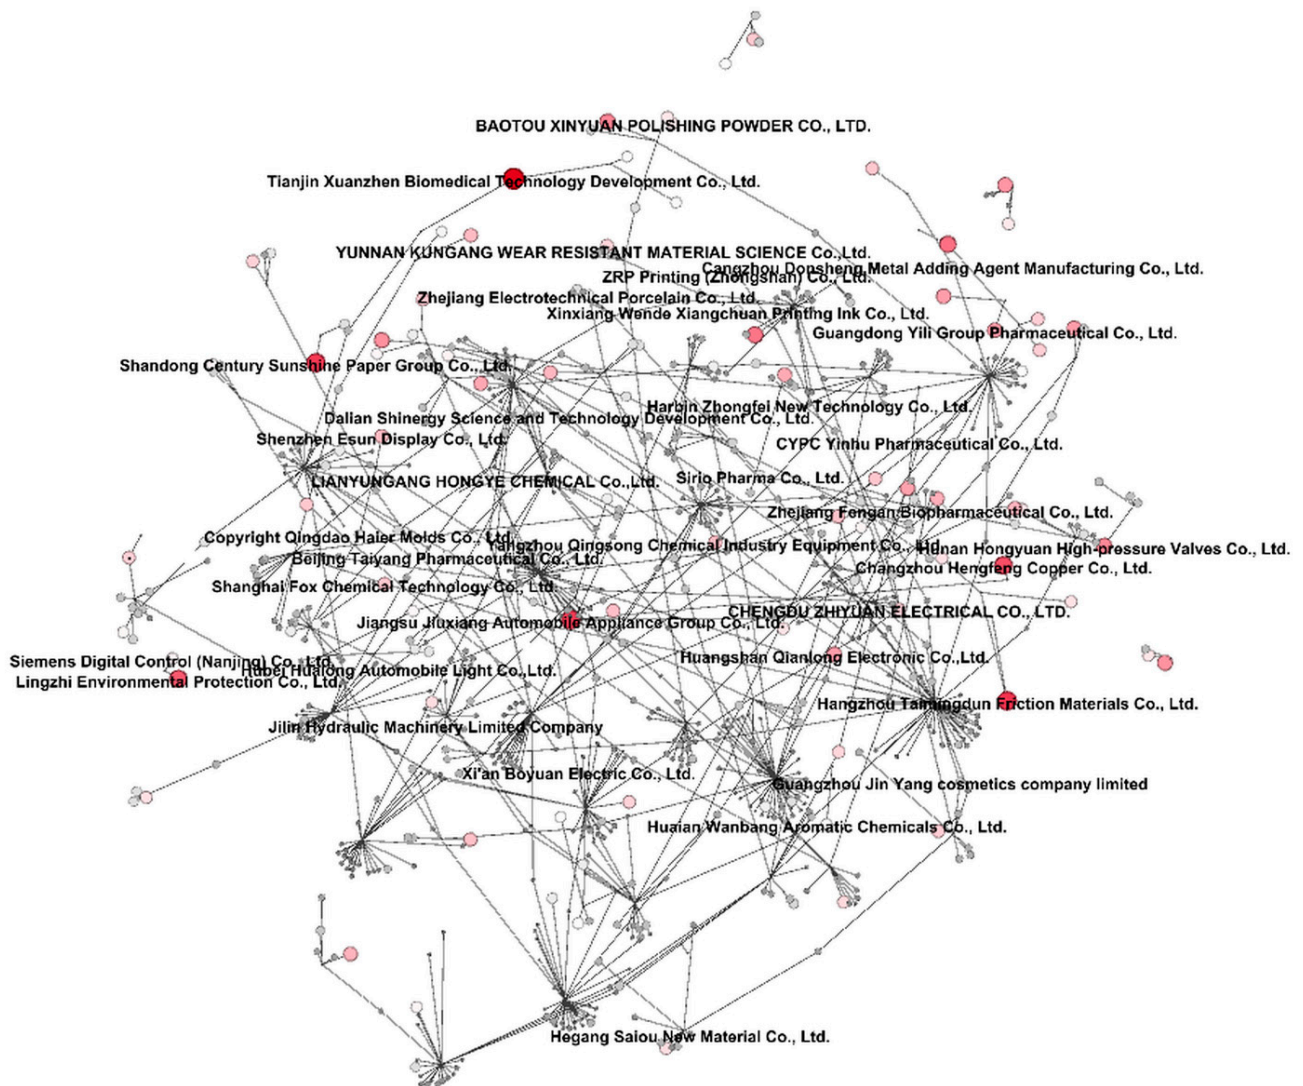 BAOTOU XINYUAN POLISHING POWDER CO., LTD.
Tianjin Xuanzhen Biomedical Technology Development Co., Ltd.
YUNNAN KUNGANG WEAR RESISTANT MATERIAL SCIENCE Co.,Ltd.
Cangzhou Donsheng Metal Adding Agent Manufacturing Co., Ltd.
ZRP Printing (Zhongshan) Co., Ltd.
Zhejiang Electrotechnical Porcelain Co., Ltd.
Xinxiang Wende Xiangchuan Printing Ink Co., Ltd.
Guangdong Yili Group Pharmaceutical Co., Ltd.
Shandong Century Sunshine Paper Group Co., Ltd.
Harbin Zhongfei New Technology Co., Ltd.
Dalian Shinergy Science and Technology Development Co., Ltd.
Shenzhen Esun Display Co., Ltd.
CYPC Yinhu Pharmaceutical Co., Ltd.
LIANYUNGANG HONGYE CHEMICAL Co.,Ltd.
Sirio Pharma Co., Ltd.
Zhejiang Fengan Biopharmaceutical Co., Ltd.
Copyright Qingdao Haier Molds Co., Ltd.
Yangzhou Qingsong Chemical Industry Equipment Co.,
Hunan Hongyuan High-pressure Valves Co., Ltd.
Beijing Taiyang Pharmaceutical Co., Ltd.
Changzhou Hengfeng Copper Co., Ltd.
Shanghai Fox Chemical Technology Co., Ltd.
CHENGDU ZHIYUAN ELECTRICAL CO., LTD.
Jiangsu Jiuxiang Automobile Appliance Group Co., Ltd.
Huangshan Qianlong Electronic Co.,Ltd.
Siemens Digital Control (Nanjing) Co., Ltd.
Hubei Hualong Automobile Light Co.,Ltd.
Lingzhi Environmental Protection Co., Ltd.
Hangzhou Taimingdun Friction Materials Co., Ltd.
Jilin Hydraulic Machinery Limited Company
Xi'an Boyuan Electric Co., Ltd.
Guangzhou Jin Yang cosmetics company limited
Huaian Wanbang Aromatic Chemicals Co., Ltd.
Hegang Saiou New Material Co., Ltd.